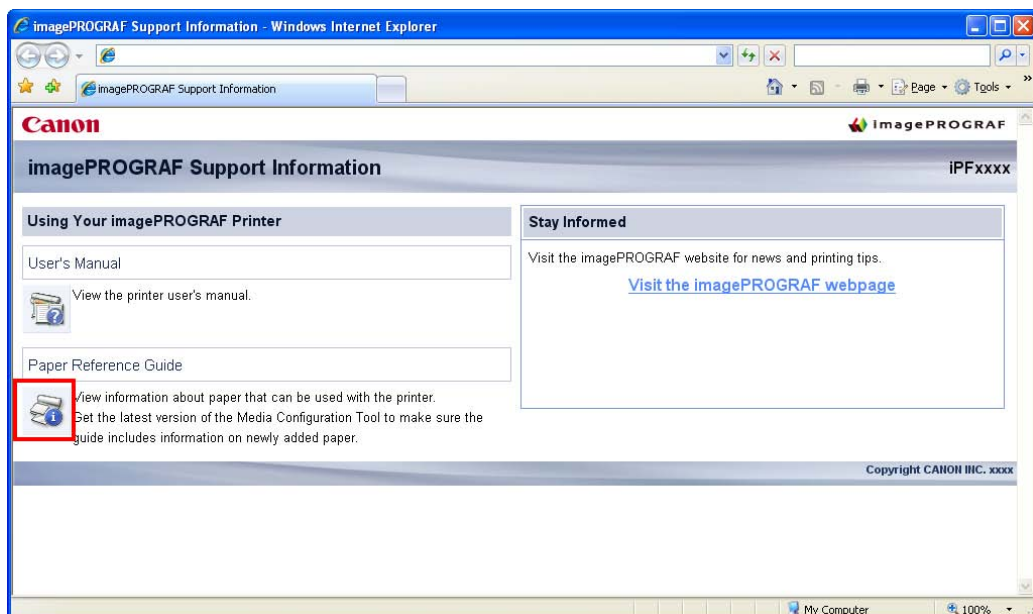 imagePROGRAF Support Information - Windows Internet Explorer
imagePROGRAF Support Information
Page
Tools
»
Canon
imagePROGRAF
imagePROGRAF Support Information
iPFxxxx
Using Your imagePROGRAF Printer
User's Manual
View the printer user's manual.
Paper Reference Guide
View information about paper that can be used with the printer.
Get the latest version of the Media Configuration Tool to make sure the
guide includes information on newly added paper.
Stay Informed
Visit the imagePROGRAF website for news and printing tips.
Visit the imagePROGRAF webpage
Copyright CANON INC. xxxx
My Computer
100%